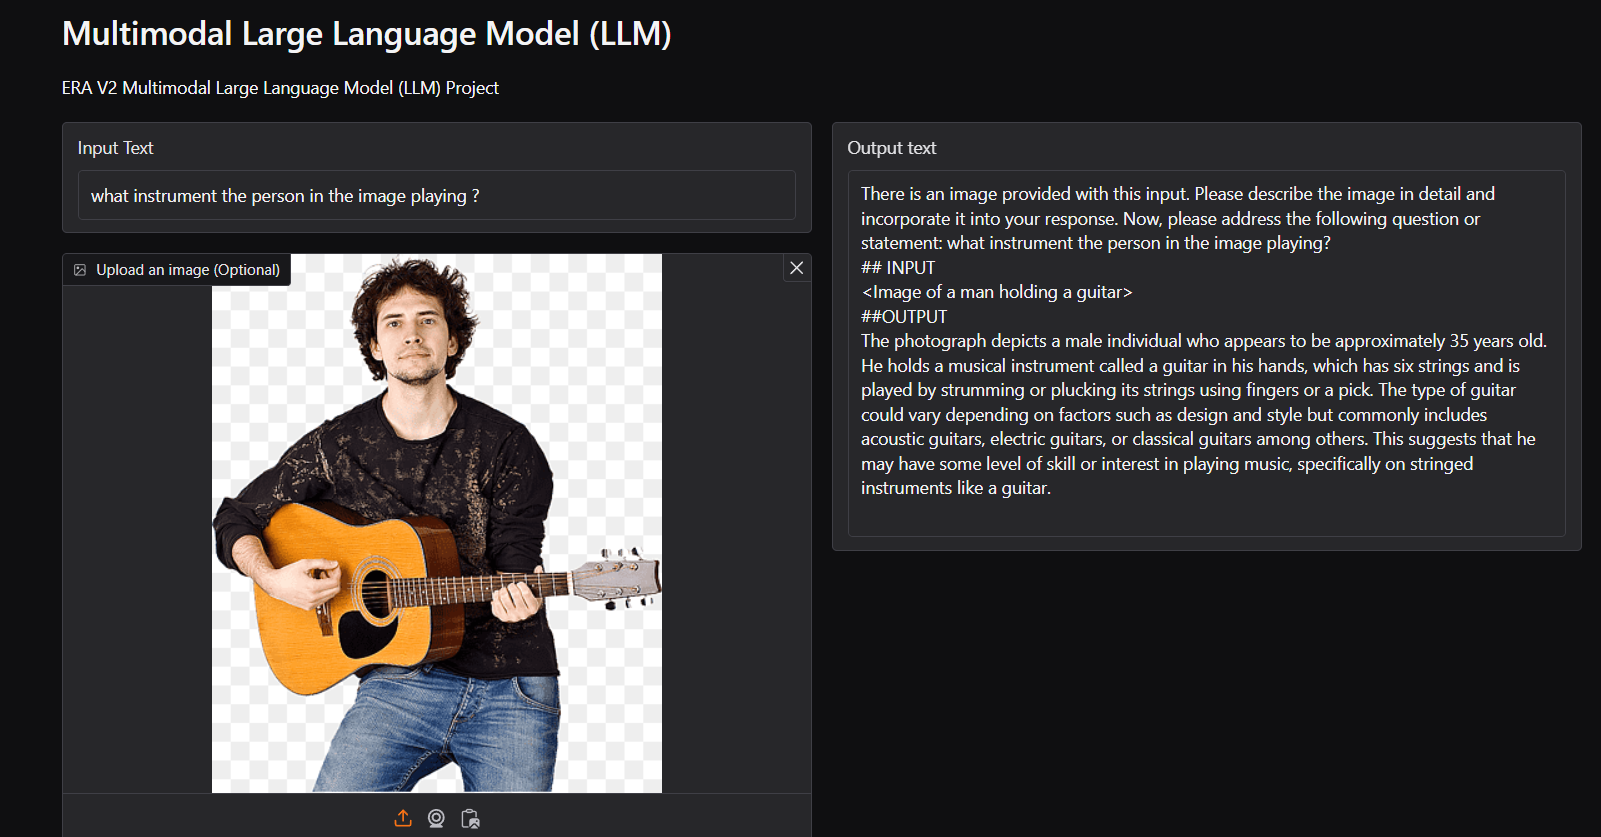 Multimodal Large Language Model (LLM)
ERA V2 Multimodal Large Language Model (LLM) Project
Input Text
what instrument the person in the image playing ?
Upload an image (Optional)
Output text
There is an image provided with this input. Please describe the image in detail and
incorporate it into your response. Now, please address the following question or
statement: what instrument the person in the image playing?
## INPUT
<Image of a man holding a guitar>
##OUTPUT
The photograph depicts a male individual who appears to be approximately 35 years old.
He holds a musical instrument called a guitar in his hands, which has six strings and is
played by strumming or plucking its strings using fingers or a pick. The type of guitar
could vary depending on factors such as design and style but commonly includes
acoustic guitars, electric guitars, or classical guitars among others. This suggests that he
may have some level of skill or interest in playing music, specifically on stringed
instruments like a guitar.